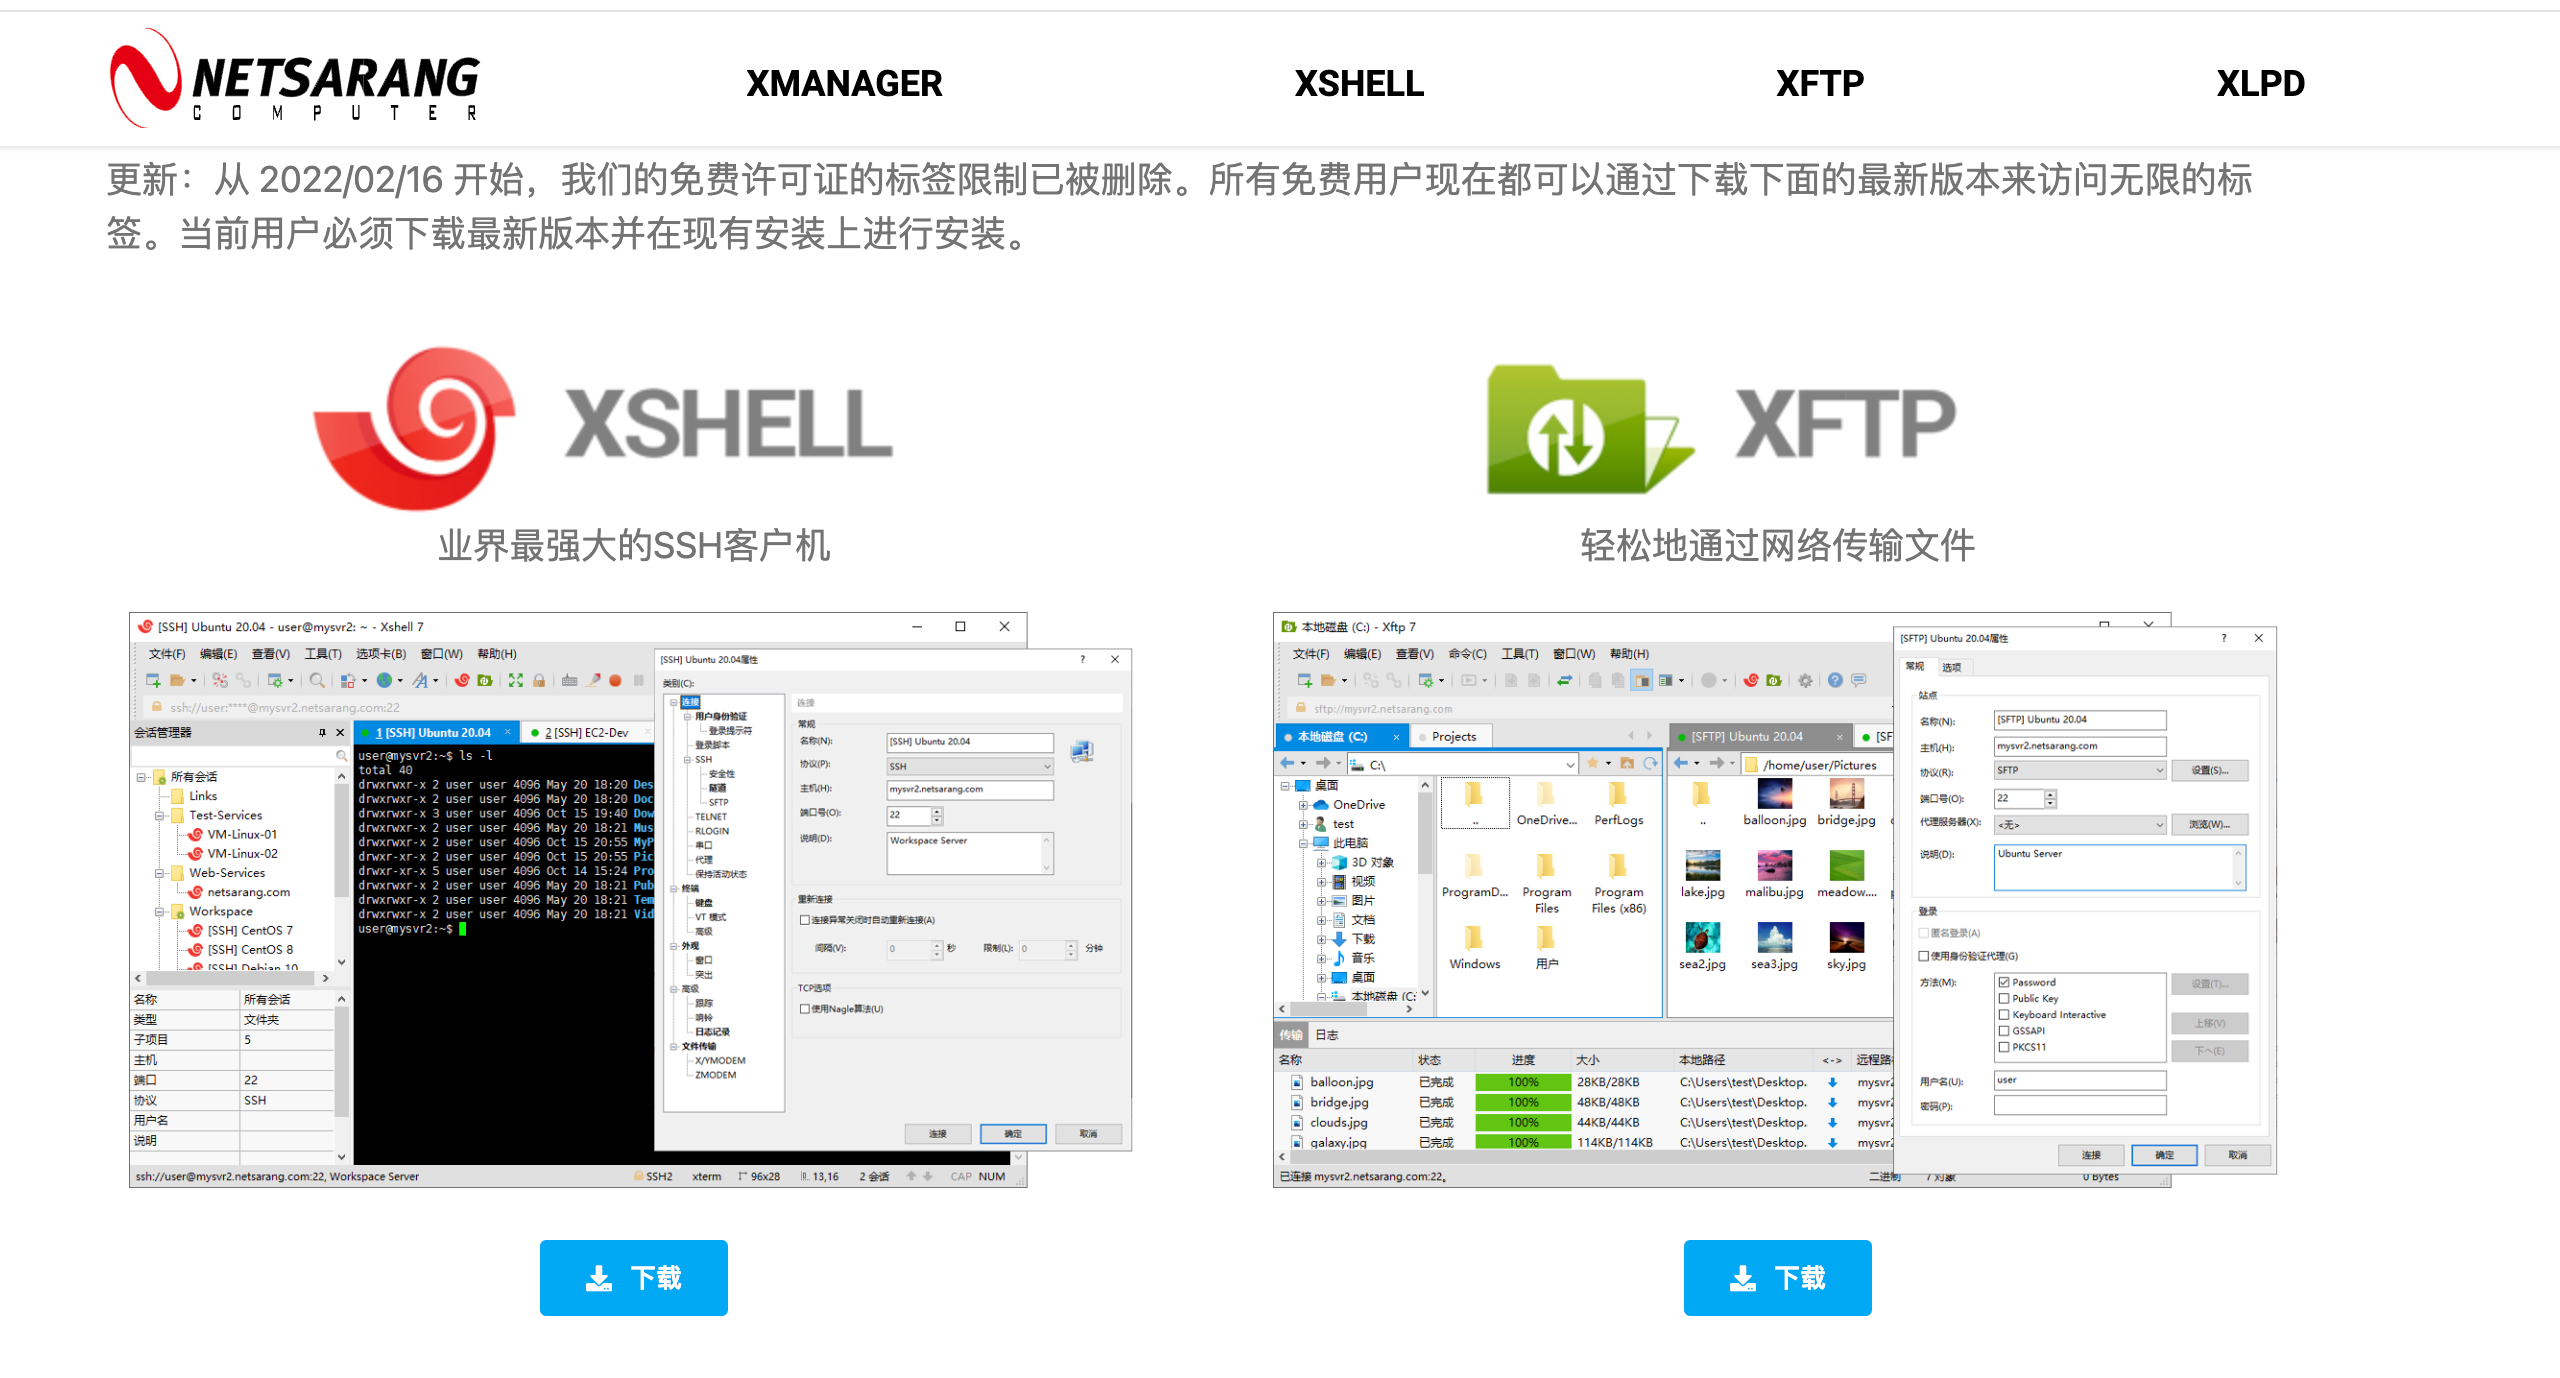 NETSARANG
COMPUTER
XMANAGER
XSHELL
XFTP
XLPD
更新：从 2022/02/16 开始，我们的免费许可证的标签限制已被删除。所有免费用户现在都可以通过下载下面的最新版本来访问无限的标
签。当前用户必须下载最新版本并在现有安装上进行安装。
XSHELL
业界最强大的SSH客户机
[SSH] Ubuntu 20.04 - user@mysvr2: ~ - Xshell 7
文件(F) 编辑(E) 查看(V) 工具(T) 选项卡(B) 窗口(W) 帮助(H)
ssh://user:****@mysvr2.netsarang.com:22
会话管理器
1 [SSH] Ubuntu 20.04
2 [SSH] EC2-Dev
所有会话
Links
Test-Services
VM-Linux-01
VM-Linux-02
Web-Services
netsarang.com
Workspace
[SSH] CentOS 7
[SSH] CentOS 8
[SSH] Debian 10
名称 所有会话
类型 文件夹
子项目 5
主机
端口 22
协议 SSH
用户名
说明
user@mysvr2:~$ ls -l
total 40
drwxrwxr-x 2 user user 4096 May 20 18:20 Des
drwxrwxr-x 2 user user 4096 May 20 18:20 Doc
drwxrwxr-x 3 user user 4096 Oct 15 19:40 Dow
drwxrwxr-x 2 user user 4096 May 20 18:21 Mus
drwxrwxr-x 2 user user 4096 Oct 15 20:55 MyP
drwxr-xr-x 2 user user 4096 Oct 15 20:55 Pic
drwxr-xr-x 5 user user 4096 Oct 14 15:24 Pro
drwxrwxr-x 2 user user 4096 May 20 18:21 Pub
drwxrwxr-x 2 user user 4096 May 20 18:21 Tem
drwxrwxr-x 2 user user 4096 May 20 18:21 Vid
user@mysvr2:~$
[SSH] Ubuntu 20.04属性
类别(C):
连接
用户身份验证
登录提示符
登录脚本
SSH
安全性
隧道
SFTP
TELNET
RLOGIN
串口
代理
保持活动状态
终端
键盘
VT 模式
高级
外观
窗口
突出
高级
跟踪
响铃
日志记录
文件传输
X/YMODEM
ZMODEM
连接
常规
名称(N): [SSH] Ubuntu 20.04
协议(P): SSH
主机(H): mysvr2.netsarang.com
端口号(O): 22
说明(D): Workspace Server
重新连接
连接异常关闭时自动重新连接(A)
间隔(V): 0 秒 限制(L): 0 分钟
TCP选项
使用Nagle算法(U)
连接 确定 取消
ssh://user@mysvr2.netsarang.com:22, Workspace Server
SSH2 xterm 96x28 13,16 2 会话 CAP NUM
下载
XFTP
轻松地通过网络传输文件
本地磁盘 (C:) - Xftp 7
文件(F) 编辑(E) 查看(V) 命令(C) 工具(T) 窗口(W) 帮助(H)
sftp://mysvr2.netsarang.com
本地磁盘 (C:)
Projects
[SFTP] Ubuntu 20.04
[SF
C:\
/home/user/Pictures
桌面
OneDrive
test
此电脑
3D 对象
视频
图片
文档
下载
音乐
桌面
本地磁盘 (C:
.. OneDrive... PerfLogs
ProgramD... Program Files Program Files (x86)
Windows 用户
.. balloon.jpg bridge.jpg
lake.jpg malibu.jpg meadow....
sea2.jpg sea3.jpg sky.jpg
传输 日志
名称 状态 进度 大小 本地路径 <-> 远程路
balloon.jpg 已完成 100% 28KB/28KB C:\Users\test\Desktop. mysvr2
bridge.jpg 已完成 100% 48KB/48KB C:\Users\test\Desktop. mysvr2
clouds.jpg 已完成 100% 44KB/44KB C:\Users\test\Desktop. mysvr2
galaxy.jpg 已完成 100% 114KB/114KB C:\Users\test\Desktop. mysvr2
已连接 mysvr2.netsarang.com:22。
二进制 7 对象 0 Bytes
[SFTP] Ubuntu 20.04属性
常规 选项
站点
名称(N): [SFTP] Ubuntu 20.04
主机(H): mysvr2.netsarang.com
协议(R): SFTP 设置(S)...
端口号(O): 22
代理服务器(X): <无> 浏览(W)...
说明(D): Ubuntu Server
登录
匿名登录(A)
使用身份验证代理(G)
方法(M):
Password
Public Key
Keyboard Interactive
GSSAPI
PKCS11
设置(T)...
上移(V)
下へ(E)
用户名(U): user
密码(P):
连接 确定 取消
下载